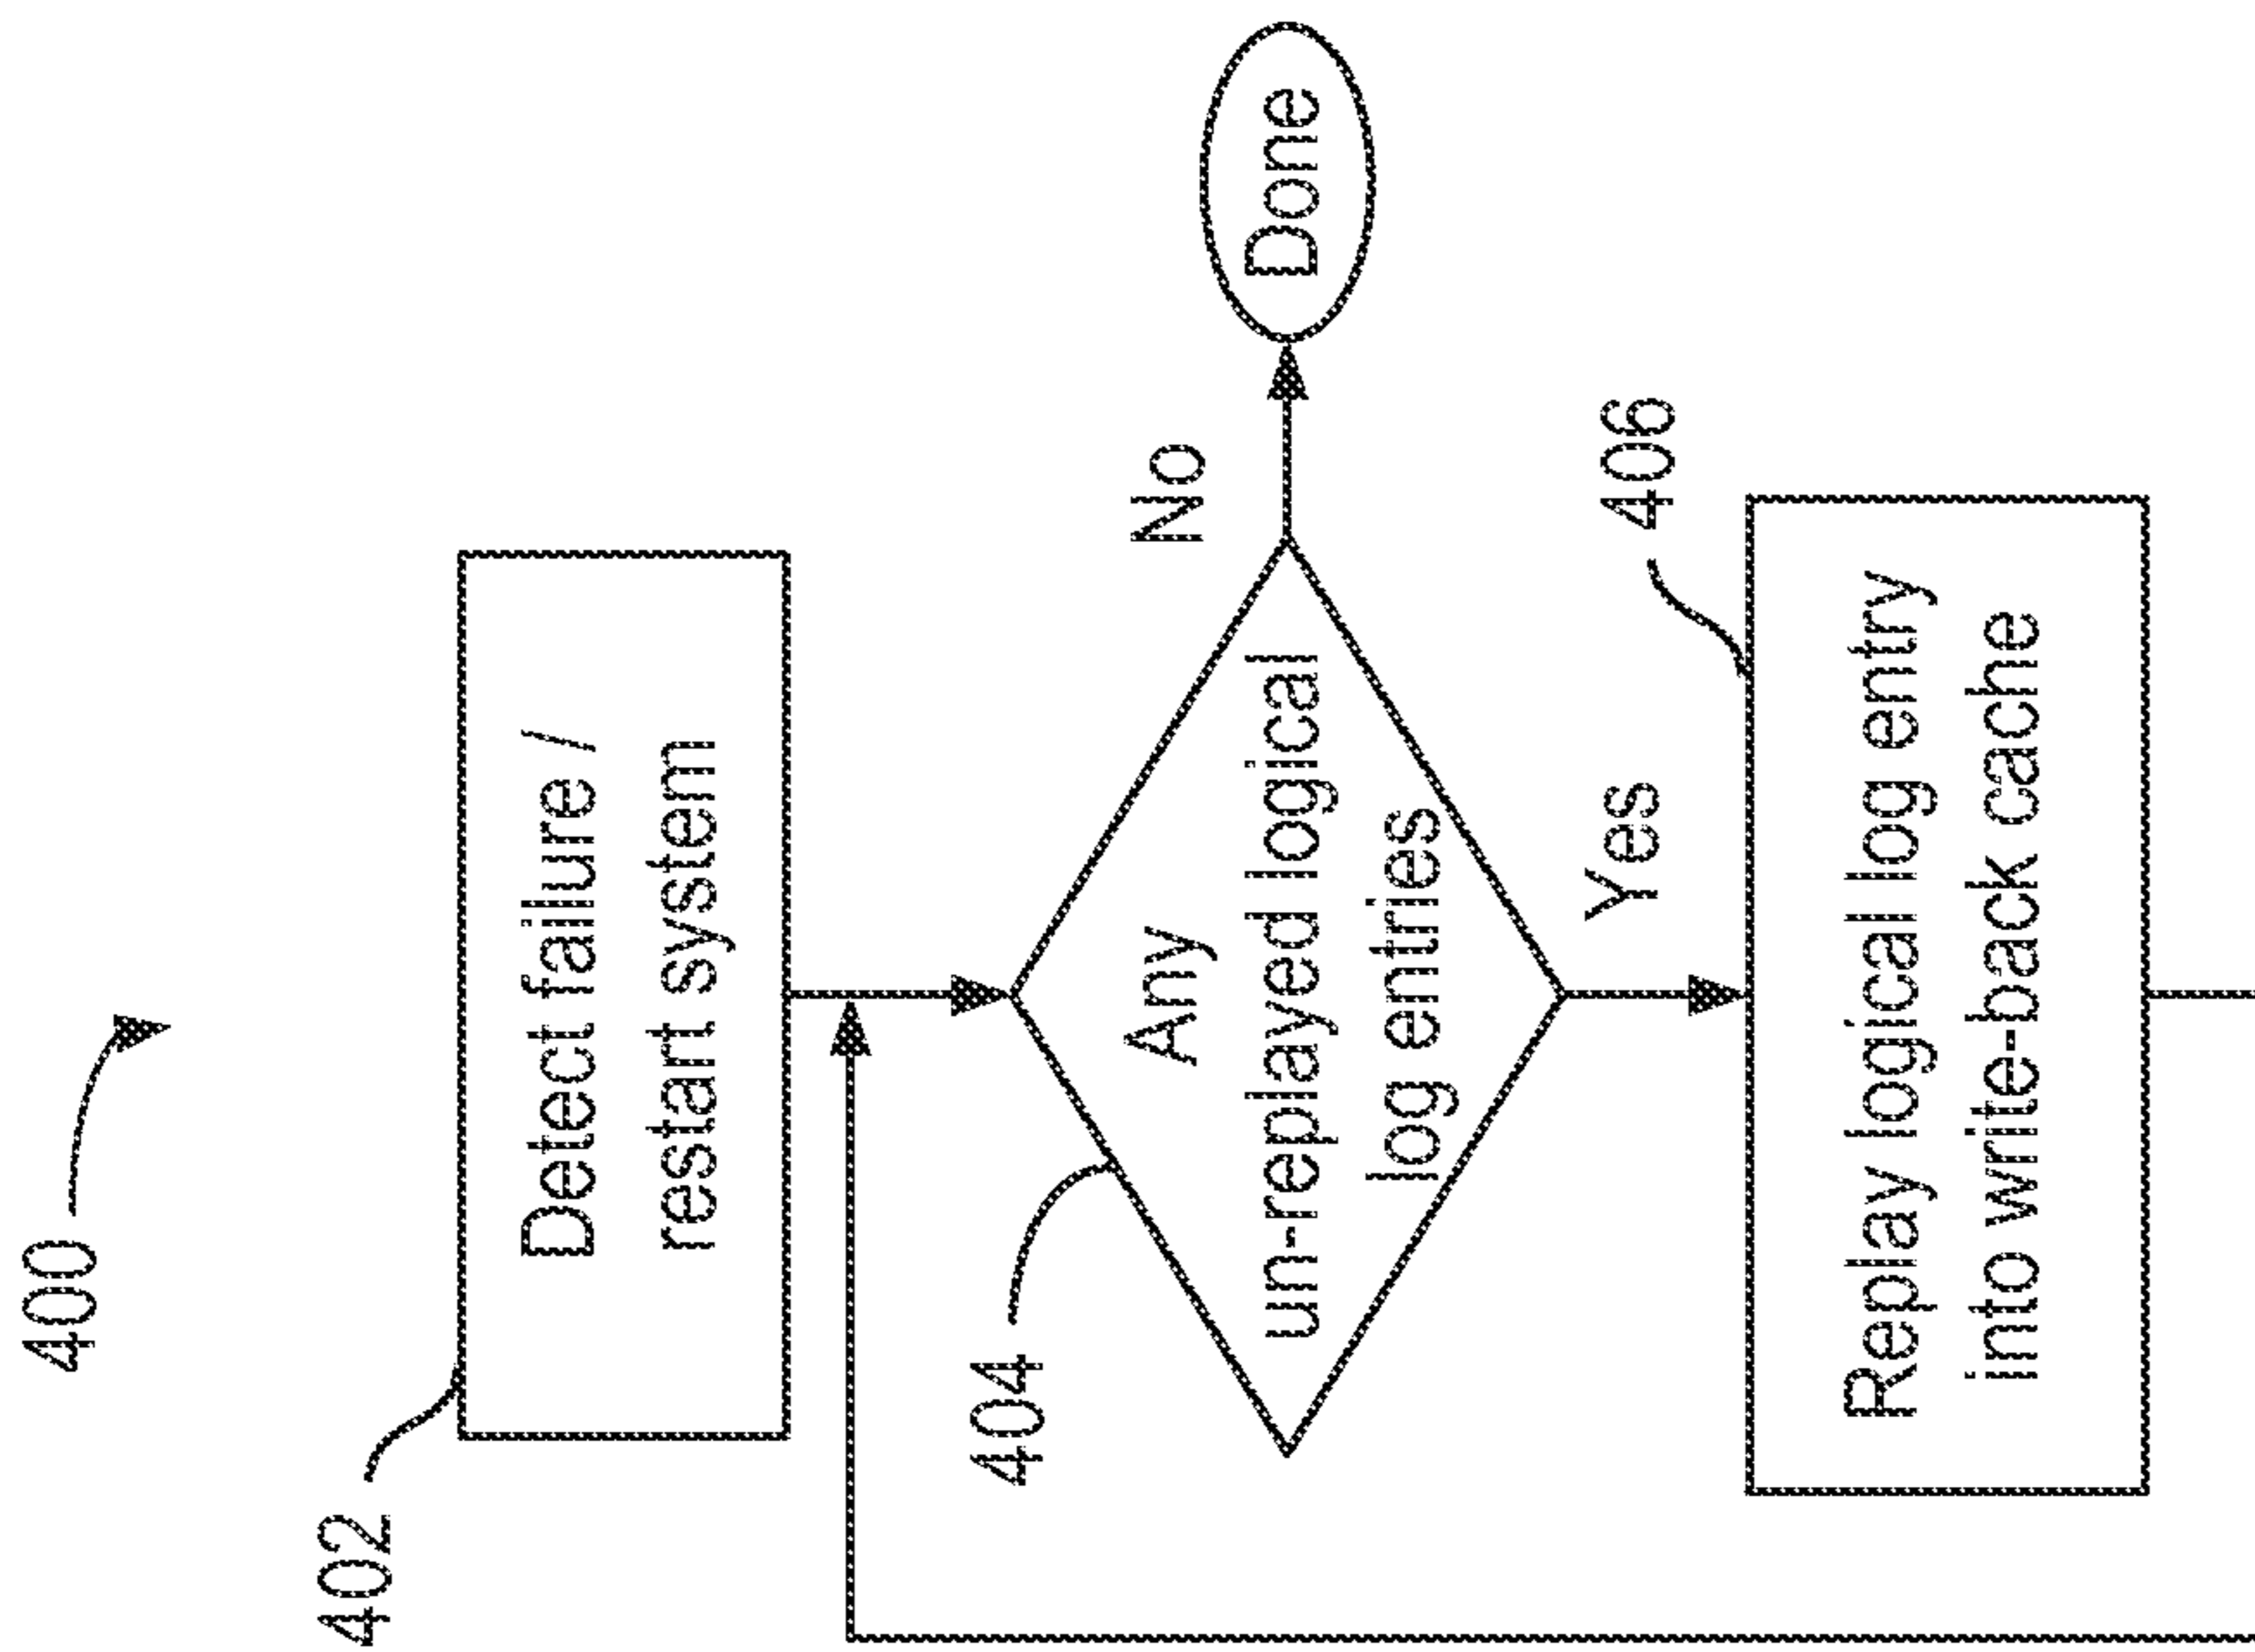 400
402
Detect failure /
restart system
404
Any
un-replayed logical
log entries
No
Done
Yes
406
Replay logical log entry
into write-back cache